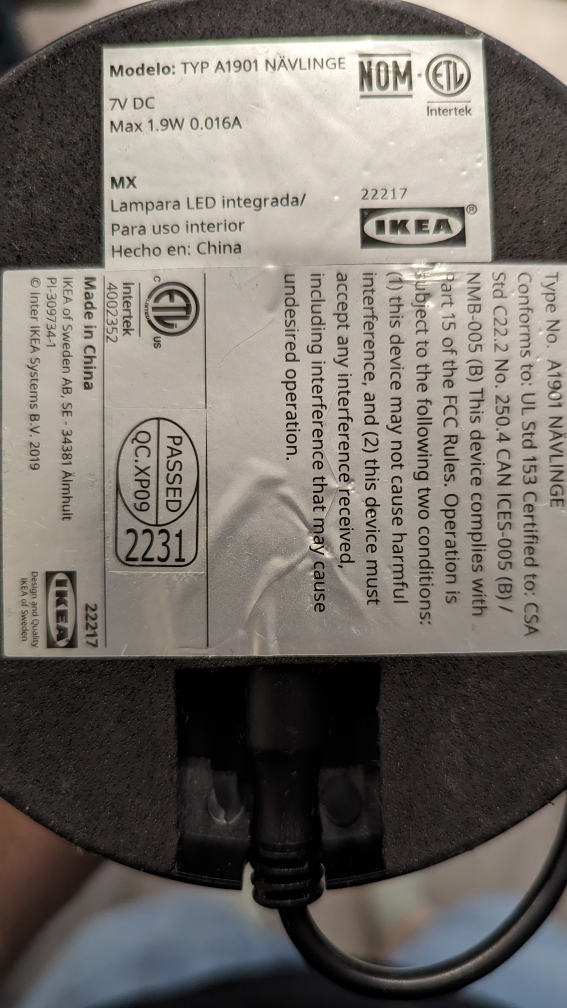 Modelo: TYP A1901 NÄVLINGE
NOM
ETL
Intertek
7V DC
Max 1.9W 0.016A
MX
Lampara LED integrada/
Para uso interior
Hecho en: China
22217
IKEA®
Type No. A1901 NÄVLINGE
Conforms to: UL Std 153 Certified to: CSA
Std C22.2 No. 250.4 CAN ICES-005 (B) /
NMB-005 (B) This device complies with
Part 15 of the FCC Rules. Operation is
subject to the following two conditions:
(1) this device may not cause harmful
interference, and (2) this device must
accept any interference received,
including interference that may cause
undesired operation.
C ETL US
Intertek
4002352
PASSED
QC.XP09
2231
Made in China
IKEA of Sweden AB, SE - 34381 Älmhult
PI-309734-1
© Inter IKEA Systems B.V. 2019
22217
IKEA
Design and Quality
IKEA of Sweden